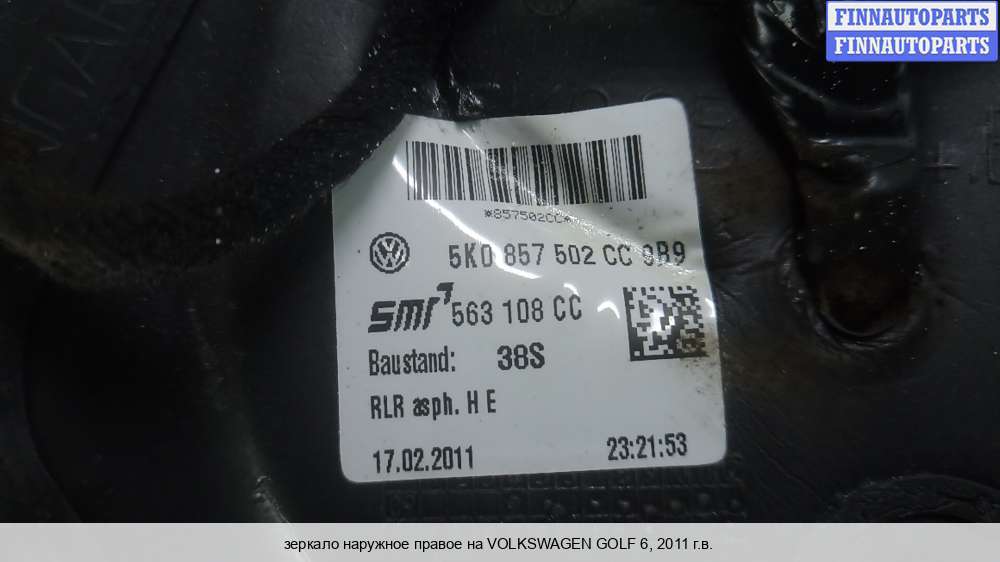 FINNAUTOPARTS
FINNAUTOPARTS
*857502CC*
5K0 857 502 CC 9B9
smr 563 108 CC
Baustand: 38S
RLR asph. H E
17.02.2011 23:21:53
зеркало наружное правое на VOLKSWAGEN GOLF 6, 2011 г.в.